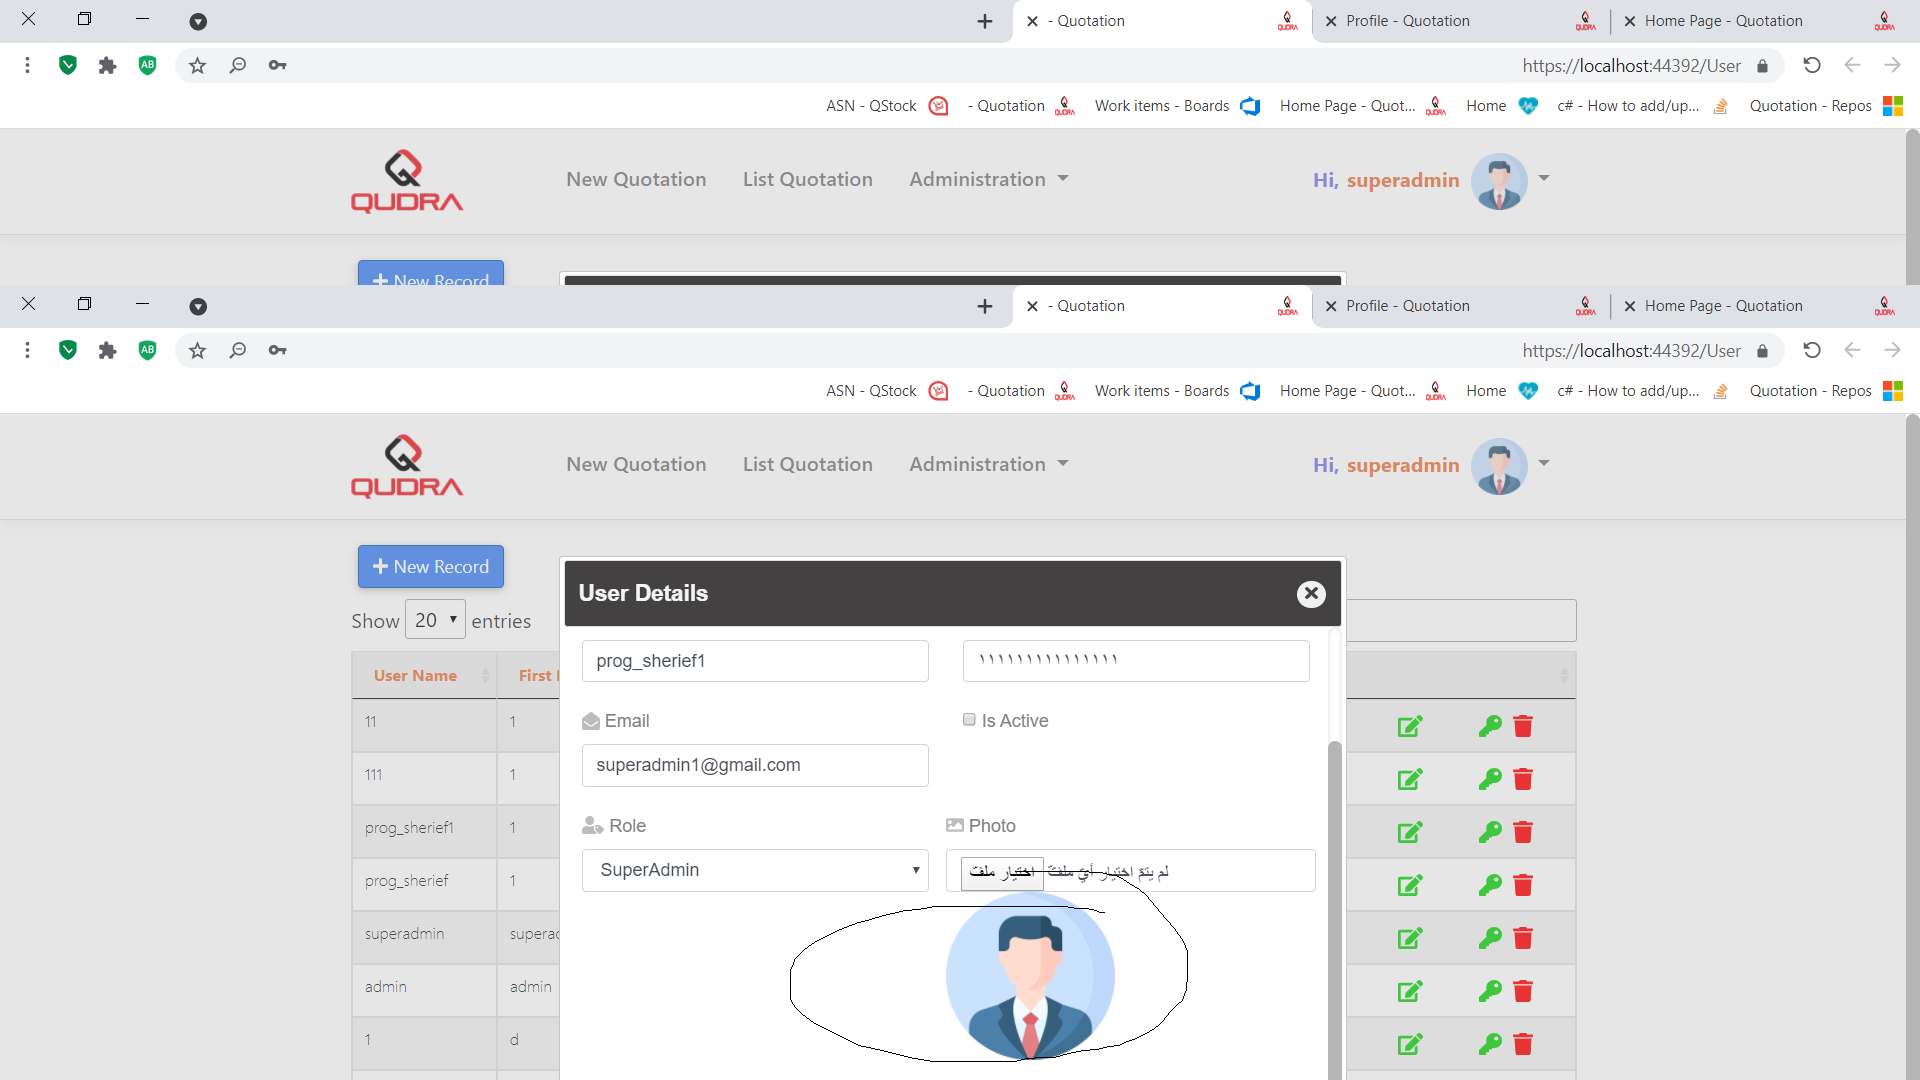 - Quotation
Profile - Quotation
Home Page - Quotation
https://localhost:44392/User
ASN - QStock
- Quotation
Work items - Boards
Home Page - Quot...
Home
c# - How to add/up...
Quotation - Repos
QUDRA
New Quotation
List Quotation
Administration
Hi, superadmin
New Record
- Quotation
Profile - Quotation
Home Page - Quotation
https://localhost:44392/User
ASN - QStock
- Quotation
Work items - Boards
Home Page - Quot...
Home
c# - How to add/up...
Quotation - Repos
QUDRA
New Quotation
List Quotation
Administration
Hi, superadmin
New Record
Show 20 entries
User Details
prog_sherief1
١١١١١١١١١١١١١١١
Email
Is Active
superadmin1@gmail.com
Role
Photo
SuperAdmin
اختيار ملفّ
لم يتمّ اختيار أيّ ملفّ
User Name
First
11 1
111 1
prog_sherief1 1
prog_sherief 1
superadmin superad
admin admin
1 d